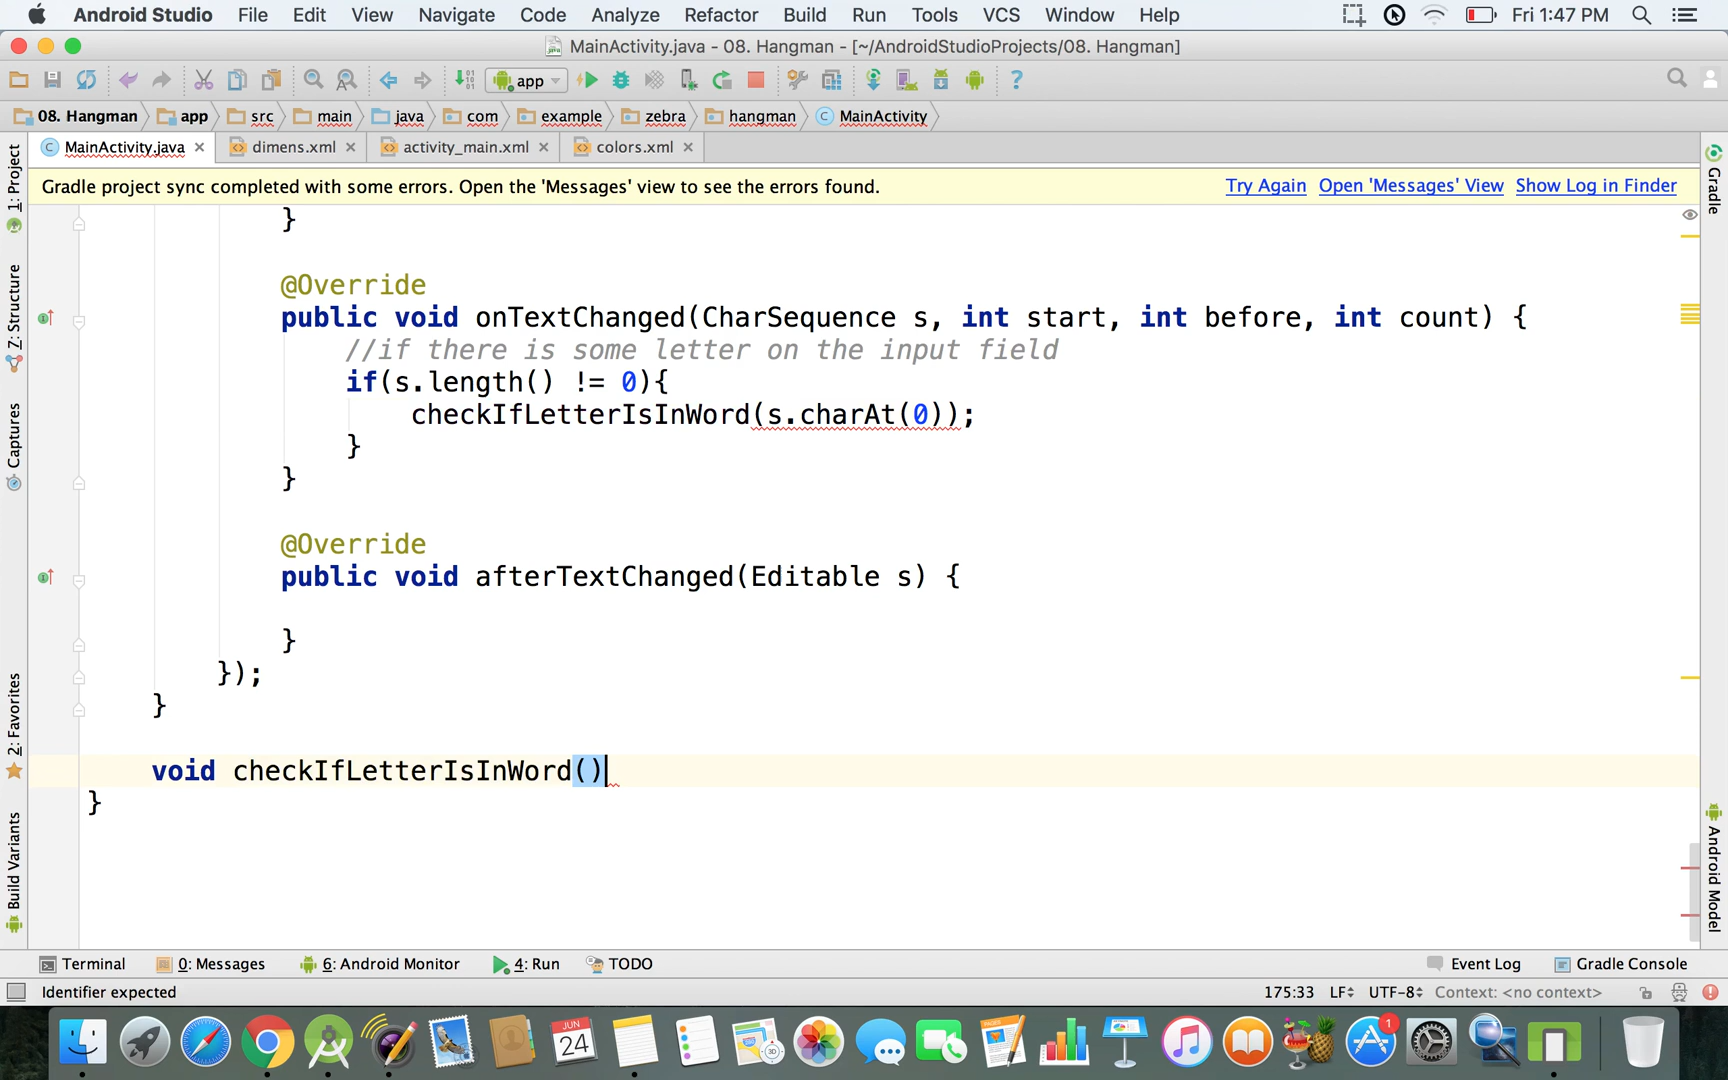 Android Studio File Edit View Navigate Code Analyze Refactor Build Run Tools VCS Window Help Fri 1:47 PM
MainActivity.java - 08. Hangman - [~/AndroidStudioProjects/08. Hangman]
app
08. Hangman app src main java com example zebra hangman MainActivity
MainActivity.java dimens.xml activity_main.xml colors.xml
Gradle project sync completed with some errors. Open the 'Messages' view to see the errors found. Try Again Open 'Messages' View Show Log in Finder
}
@Override
public void onTextChanged(CharSequence s, int start, int before, int count) {
//if there is some letter on the input field
if(s.length() != 0){
checkIfLetterIsInWord(s.charAt(0));
}
}
@Override
public void afterTextChanged(Editable s) {
}
});
}
void checkIfLetterIsInWord()
}
1: Project
7: Structure
Captures
2: Favorites
Build Variants
Gradle
Android Model
Terminal 0: Messages 6: Android Monitor 4: Run TODO Event Log Gradle Console
Identifier expected 175:33 LF UTF-8 Context: <no context>
JUN
24
1